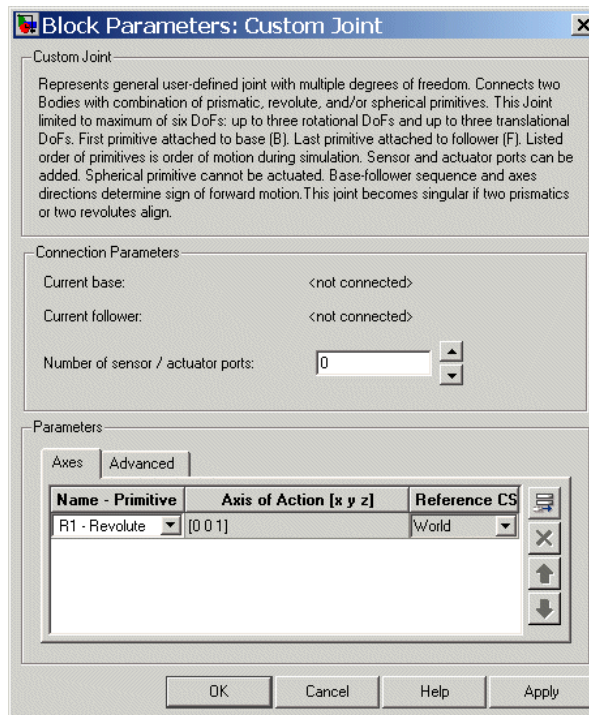 Block Parameters: Custom Joint
Custom Joint
Represents general user-defined joint with multiple degrees of freedom. Connects two
Bodies with combination of prismatic, revolute, and/or spherical primitives. This Joint
limited to maximum of six DoFs: up to three rotational DoFs and up to three translational
DoFs. First primitive attached to base (B). Last primitive attached to follower (F). Listed
order of primitives is order of motion during simulation. Sensor and actuator ports can be
added. Spherical primitive cannot be actuated. Base-follower sequence and axes
directions determine sign of forward motion.This joint becomes singular if two prismatics
or two revolutes align.
Connection Parameters
Current base: <not connected>
Current follower: <not connected>
Number of sensor / actuator ports: 0
Parameters
Axes Advanced
Name - Primitive Axis of Action [x y z] Reference CS
R1 - Revolute [0 0 1] World
OK Cancel Help Apply